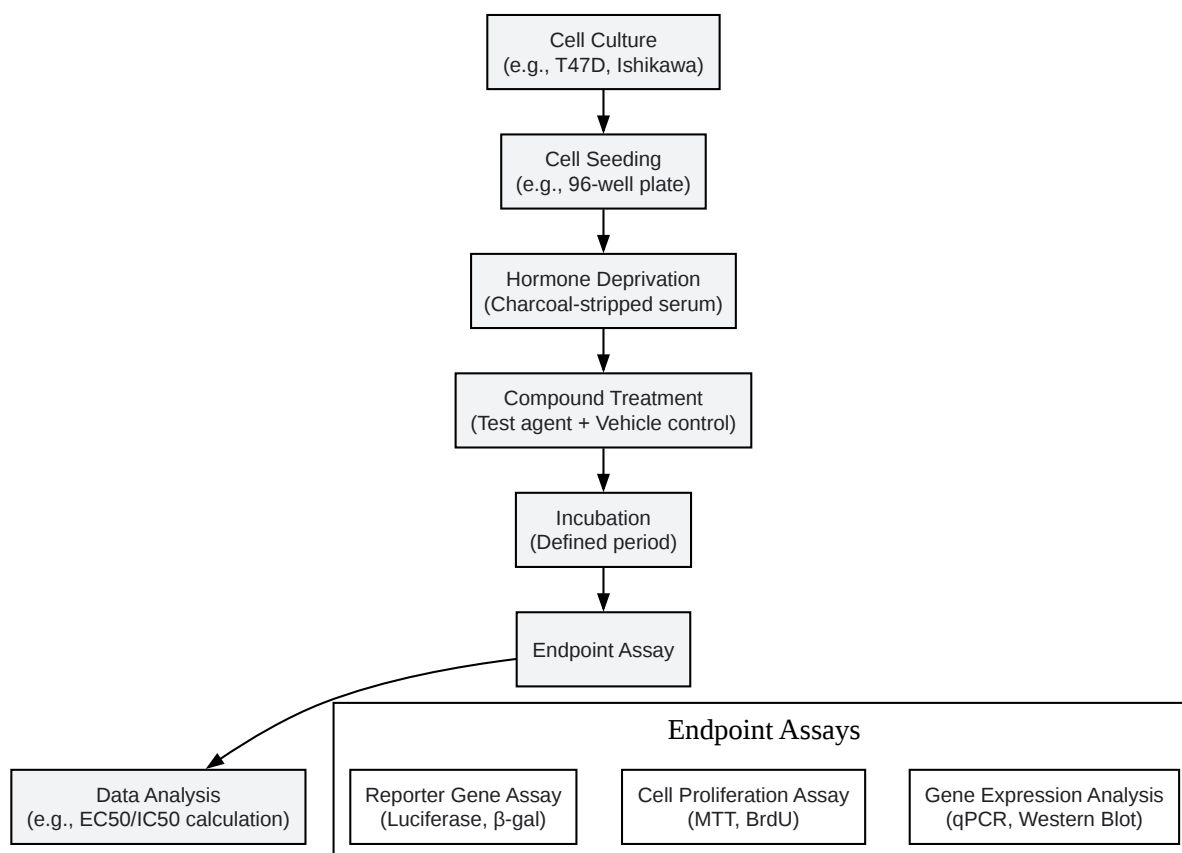 Cell Culture
(e.g., T47D, Ishikawa)
Cell Seeding
(e.g., 96-well plate)
Hormone Deprivation
(Charcoal-stripped serum)
Compound Treatment
(Test agent + Vehicle control)
Incubation
(Defined period)
Endpoint Assay
Endpoint Assays
Data Analysis
(e.g., EC50/IC50 calculation)
Reporter Gene Assay
(Luciferase, β-gal)
Cell Proliferation Assay
(MTT, BrdU)
Gene Expression Analysis
(qPCR, Western Blot)